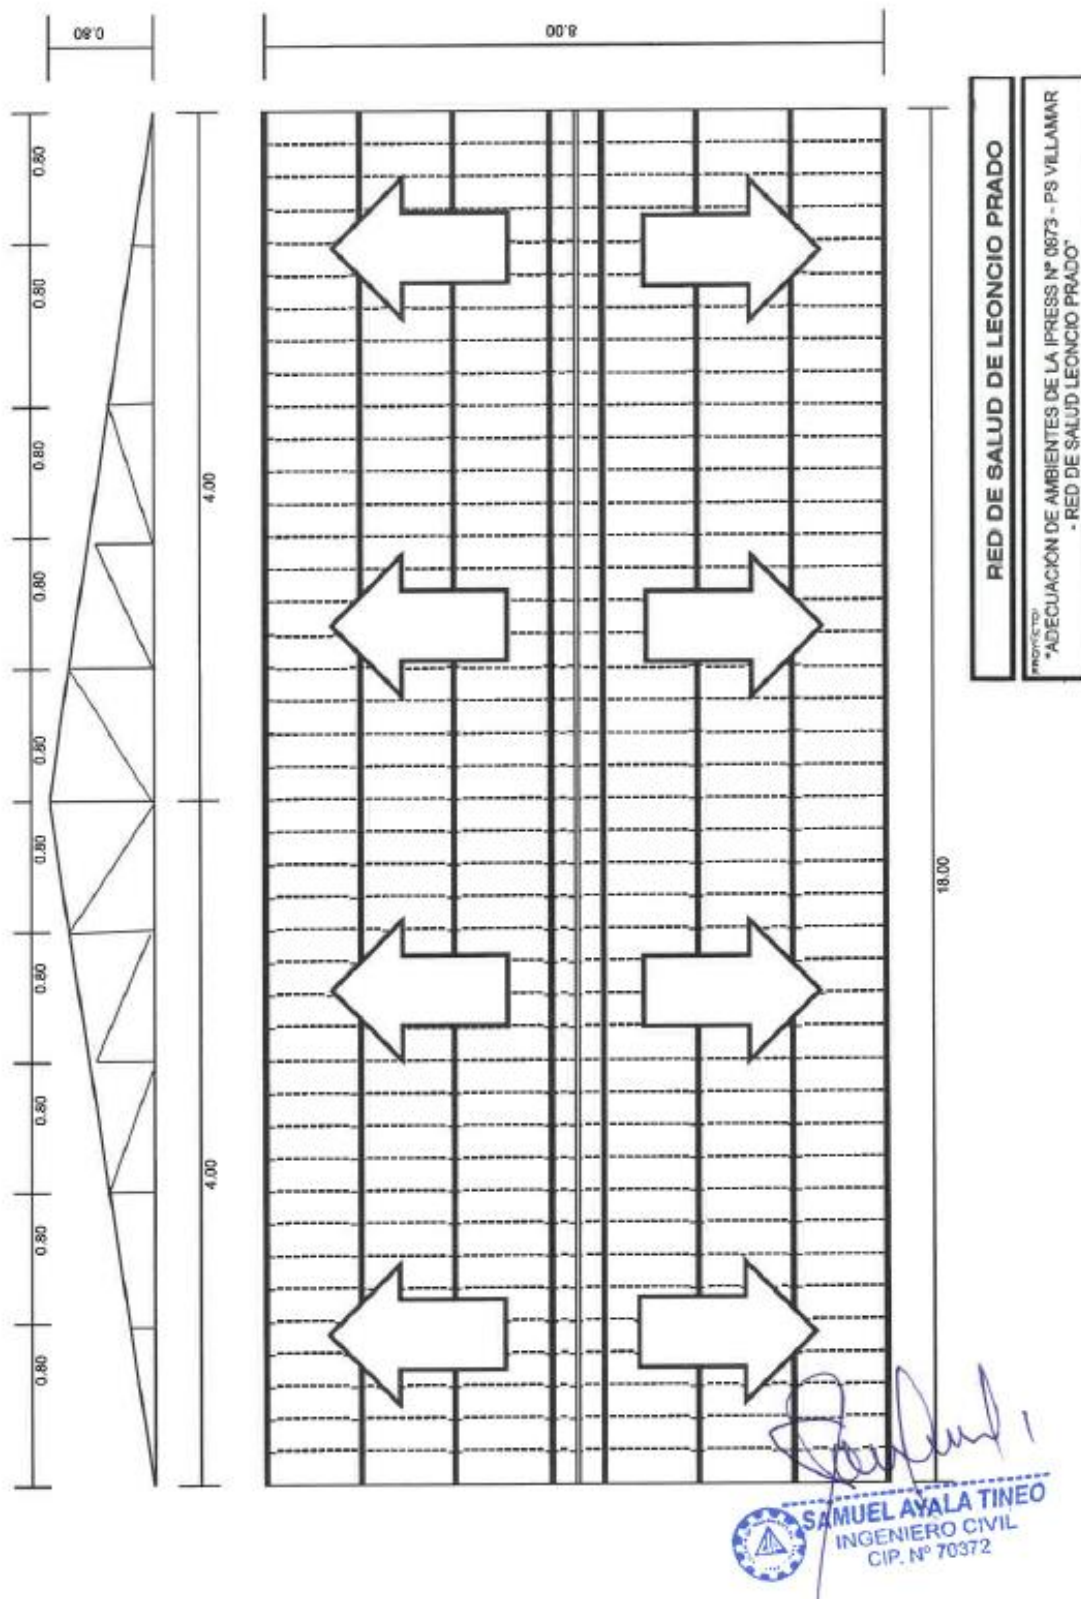 0.80
8.00
0.80
0.80
0.80
0.80
0.80
0.80
0.80
0.80
0.80
0.80
4.00
4.00
18.00
RED DE SALUD DE LEONCIO PRADO
PROYECTO:
"ADECUACIÓN DE AMBIENTES DE LA IPRESS Nº 0873 - PS VILLAMAR
- RED DE SALUD LEONCIO PRADO"
SAMUEL AYALA TINEO
INGENIERO CIVIL
CIP. Nº 70372